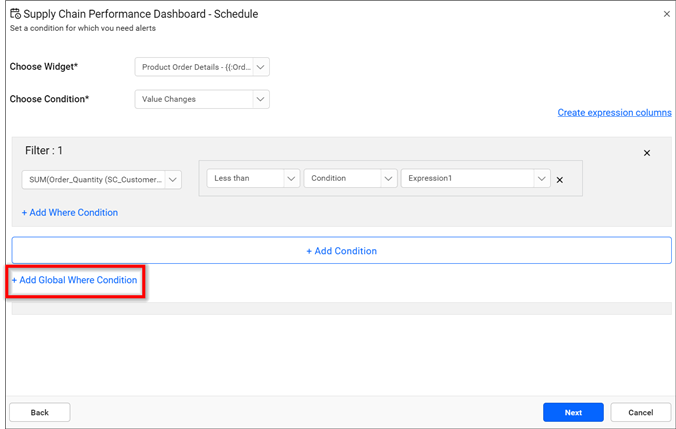 Supply Chain Performance Dashboard - Schedule
Set a condition for which you need alerts
Choose Widget*
Product Order Details - {{:Ord...
Choose Condition*
Value Changes
Create expression columns
Filter : 1
SUM(Order_Quantity (SC_Customer...
Less than
Condition
Expression1
+ Add Where Condition
+ Add Condition
+ Add Global Where Condition
Back
Next
Cancel